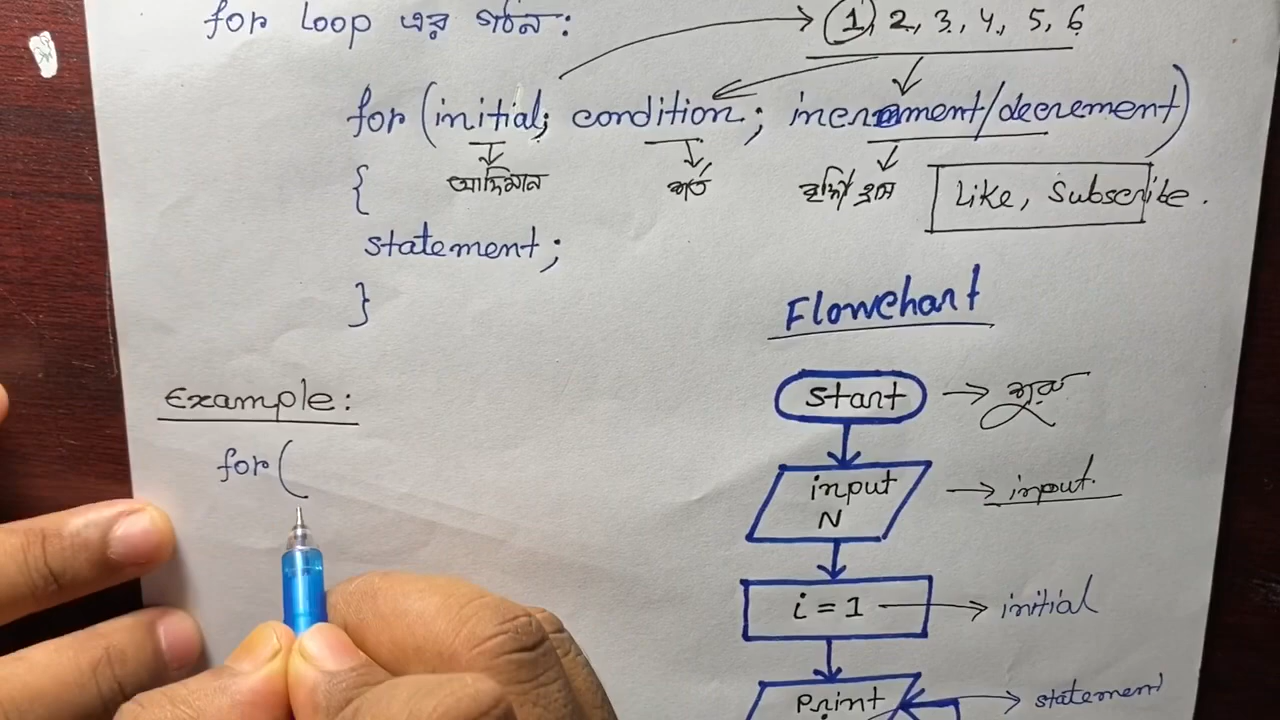 for Loop এর গঠন :
1, 2, 3, 4, 5, 6
for (initial; condition ; increment/decrement)
{ আদিমান শর্ত বৃদ্ধি/হ্রাস Like, Subscribe.
statement ;
}
Flowchart
Example :
start → শুরু
for (
input N → input.
i = 1 → initial
Print → statement